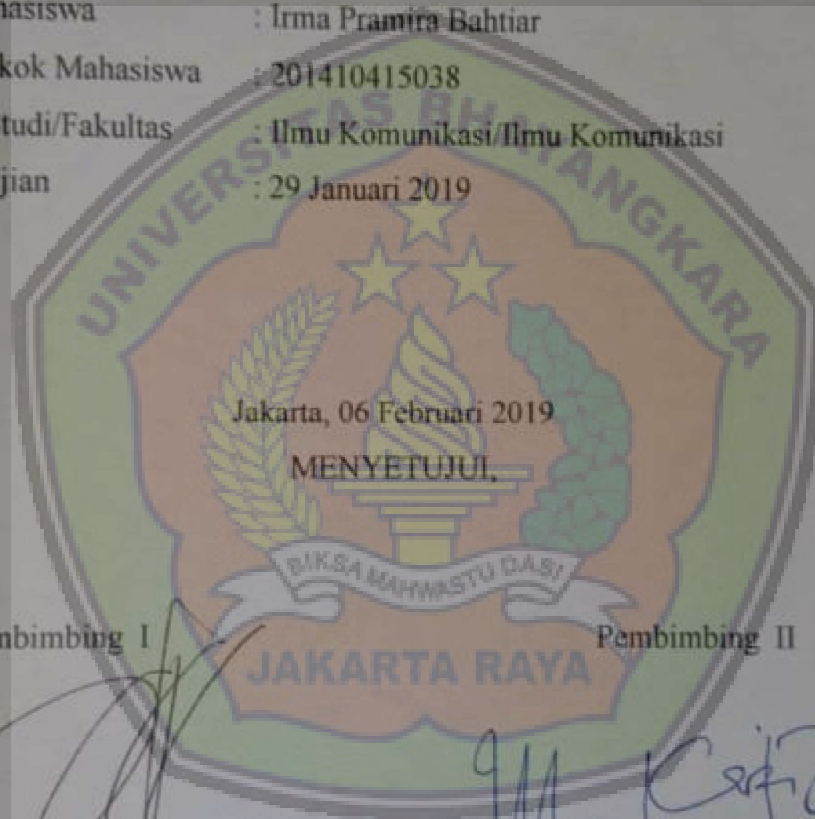 nasiswa : Irma Pramira Bahtiar
kok Mahasiswa : 201410415038
tudi/Fakultas : Ilmu Komunikasi/Ilmu Komunikasi
jian : 29 Januari 2019
UNIVERSITAS BHAYANGKARA
Jakarta, 06 Februari 2019
MENYETUJUI,
BIKSA MAHWASTU DASI
mbimbing I Pembimbing II
JAKARTA RAYA